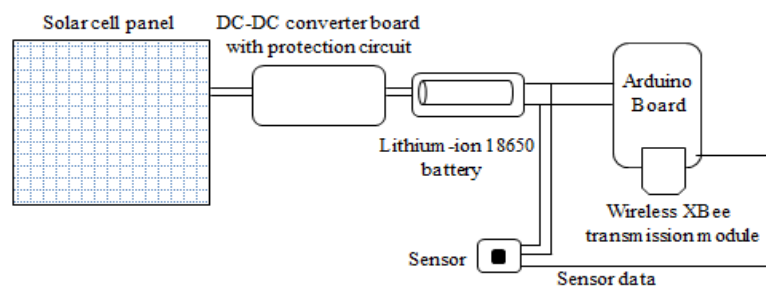 Solar cell panel
DC-DC converter board
with protection circuit
Arduino
Board
Lithium-ion 18650
battery
Wireless XBee
transmission module
Sensor
Sensor data